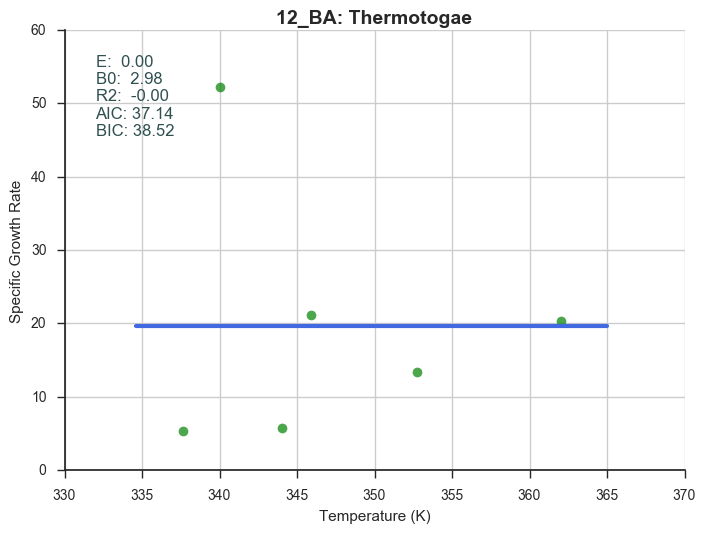 12_BA: Thermotogae
60
E:  0.00
B0:  2.98
R2:  -0.00
AIC: 37.14
BIC: 38.52
50
40
30
20
10
0
Specific Growth Rate
330 335 340 345 350 355 360 365 370
Temperature (K)